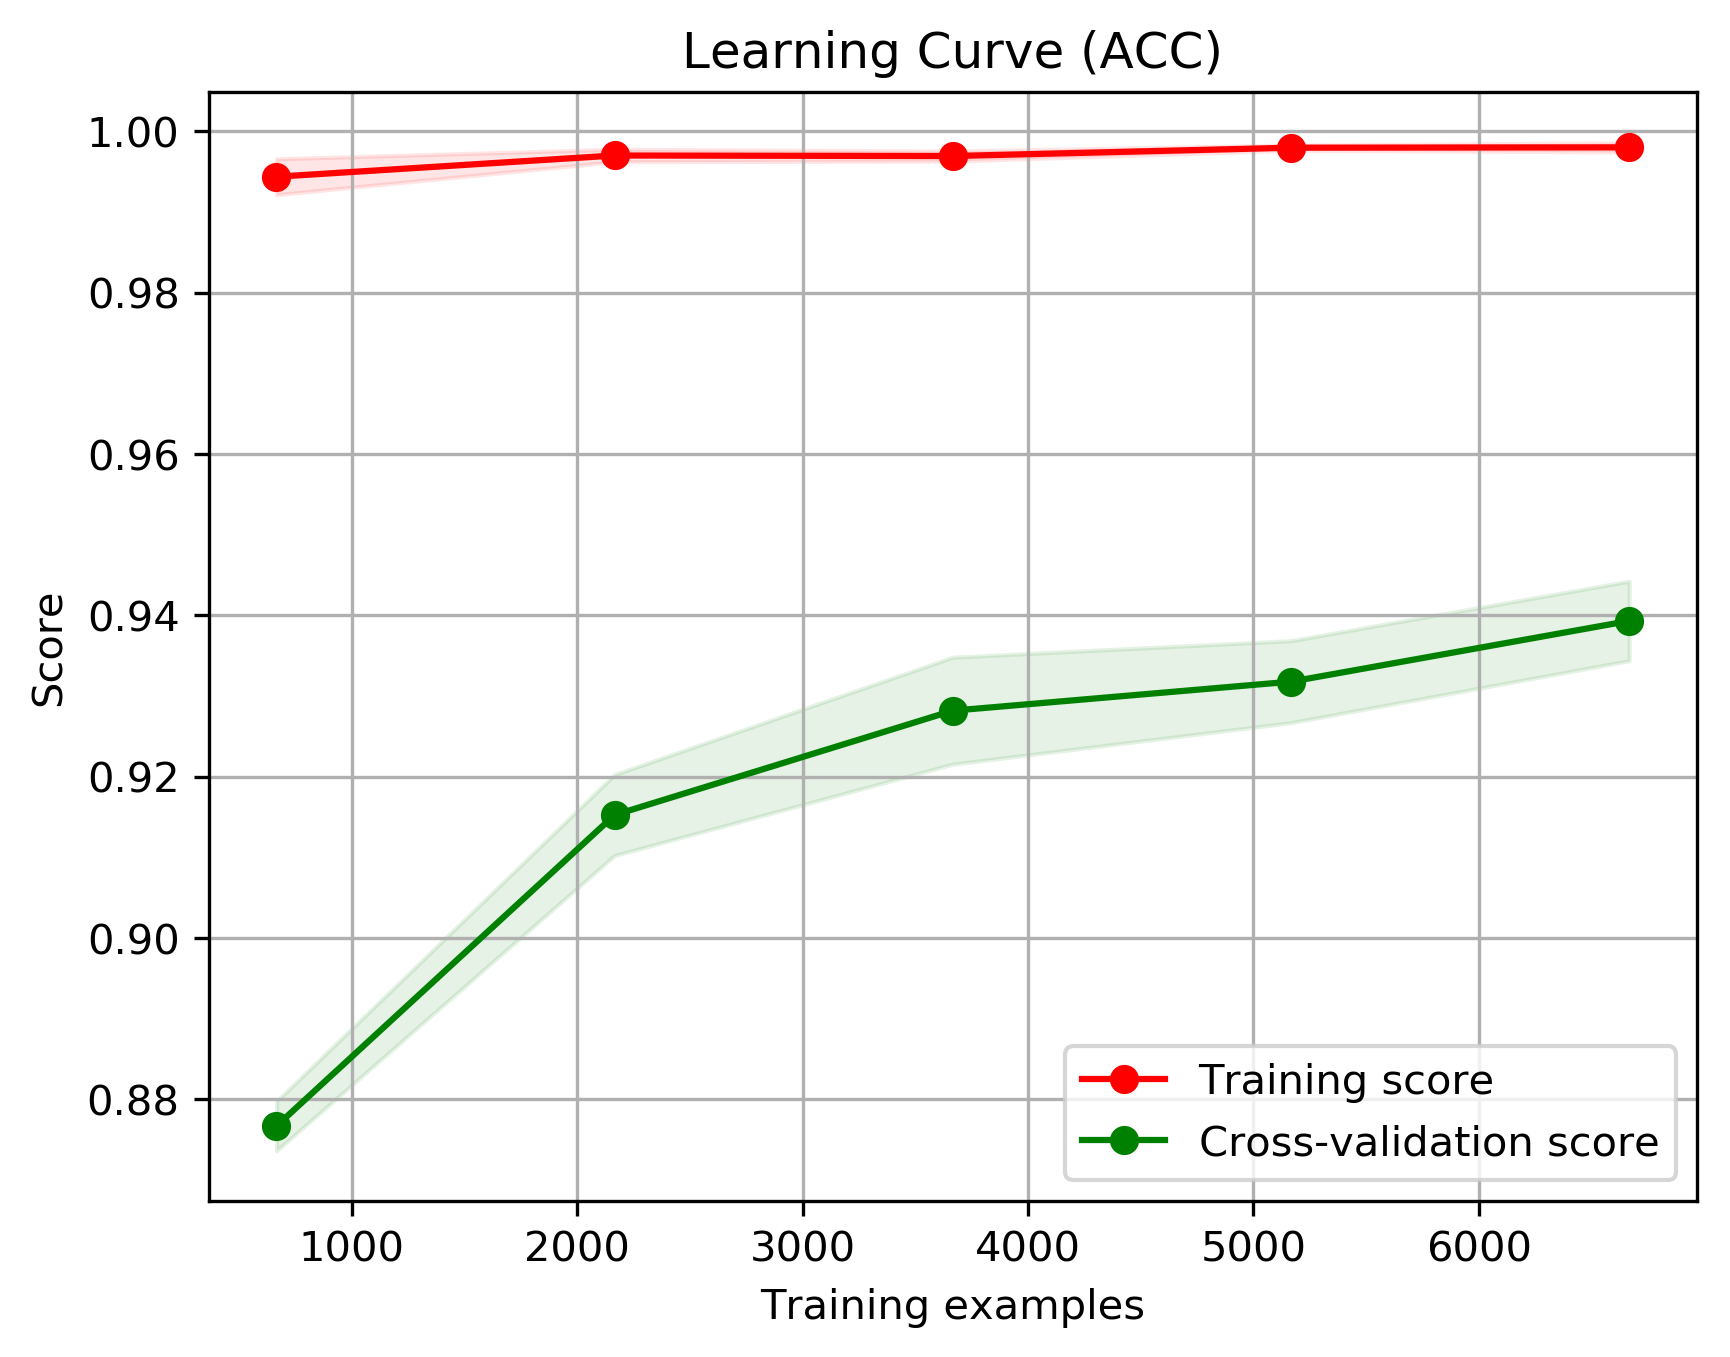 Learning Curve (ACC)
1.00
0.98
0.96
0.94
0.92
0.90
0.88
Score
Training score
Cross-validation score
1000 2000 3000 4000 5000 6000
Training examples